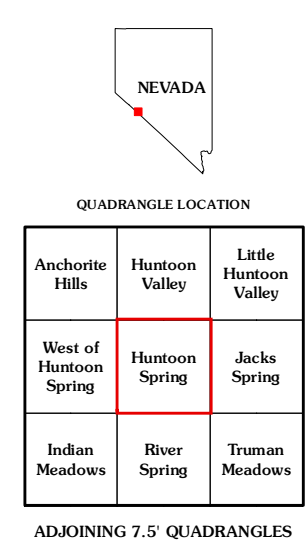 NEVADA
QUADRANGLE LOCATION
Anchorite
Hills
Huntoon
Valley
Little
Huntoon
Valley
West of
Huntoon
Spring
Huntoon
Spring
Jacks
Spring
Indian
Meadows
River
Spring
Truman
Meadows
ADJOINING 7.5' QUADRANGLES